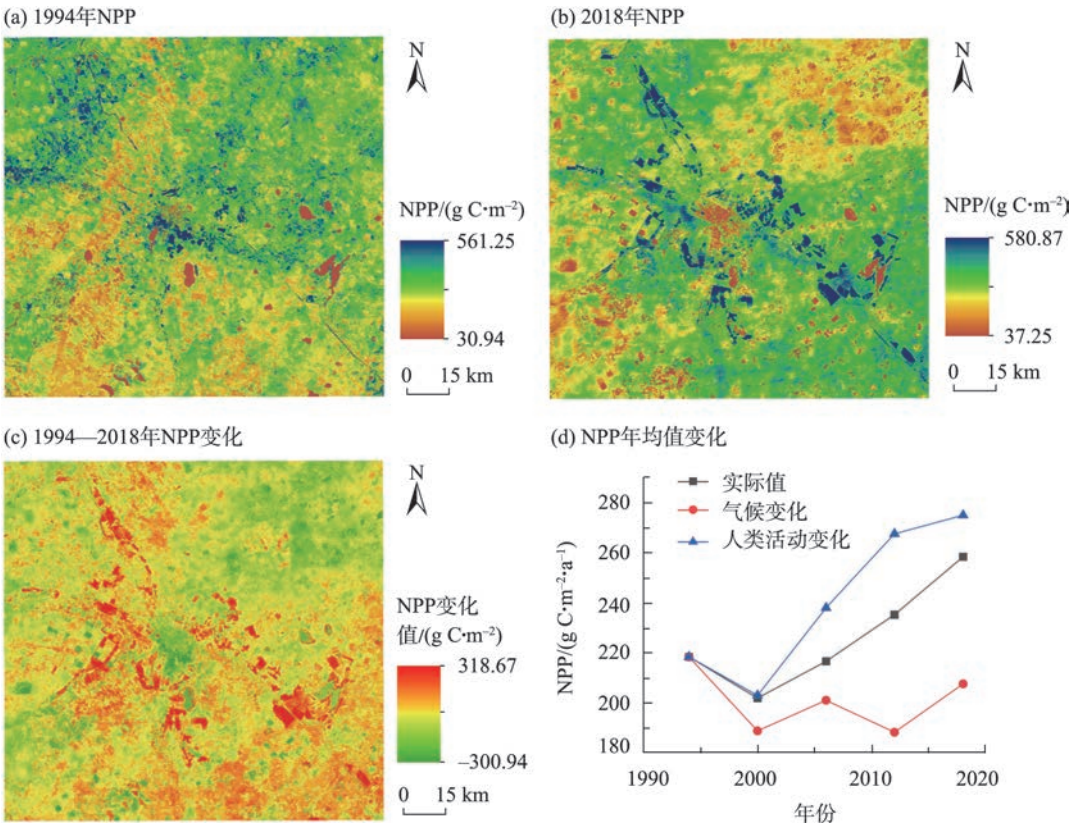 (a) 1994年NPP
N
NPP/(g C·m⁻²)
561.25
30.94
0 15 km
(b) 2018年NPP
N
NPP/(g C·m⁻²)
580.87
37.25
0 15 km
(c) 1994—2018年NPP变化
N
NPP变化
值/(g C·m⁻²)
318.67
−300.94
0 15 km
(d) NPP年均值变化
实际值
气候变化
人类活动变化
NPP/(g C·m⁻²·a⁻¹)
280
260
240
220
200
180
1990 2000 2010 2020
年份